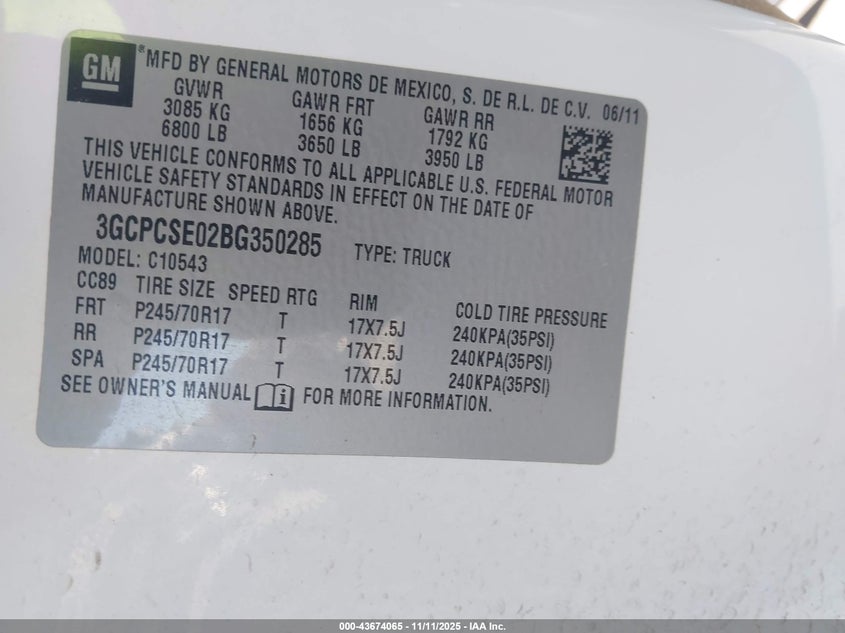 GM
® MFD BY GENERAL MOTORS DE MEXICO, S. DE R.L. DE C.V. 06/11
GVWR GAWR FRT GAWR RR
3085 KG 1656 KG 1792 KG
6800 LB 3650 LB 3950 LB
THIS VEHICLE CONFORMS TO ALL APPLICABLE U.S. FEDERAL MOTOR
VEHICLE SAFETY STANDARDS IN EFFECT ON THE DATE OF
MANUFACTURE SHOWN ABOVE.
3GCPCSE02BG350285 TYPE: TRUCK
MODEL: C10543
CC89 TIRE SIZE SPEED RTG RIM COLD TIRE PRESSURE
FRT P245/70R17 T 17X7.5J 240KPA(35PSI)
RR P245/70R17 T 17X7.5J 240KPA(35PSI)
SPA P245/70R17 T 17X7.5J 240KPA(35PSI)
SEE OWNER'S MANUAL i FOR MORE INFORMATION.
000-43674065 - 11/11/2025 - IAA Inc.